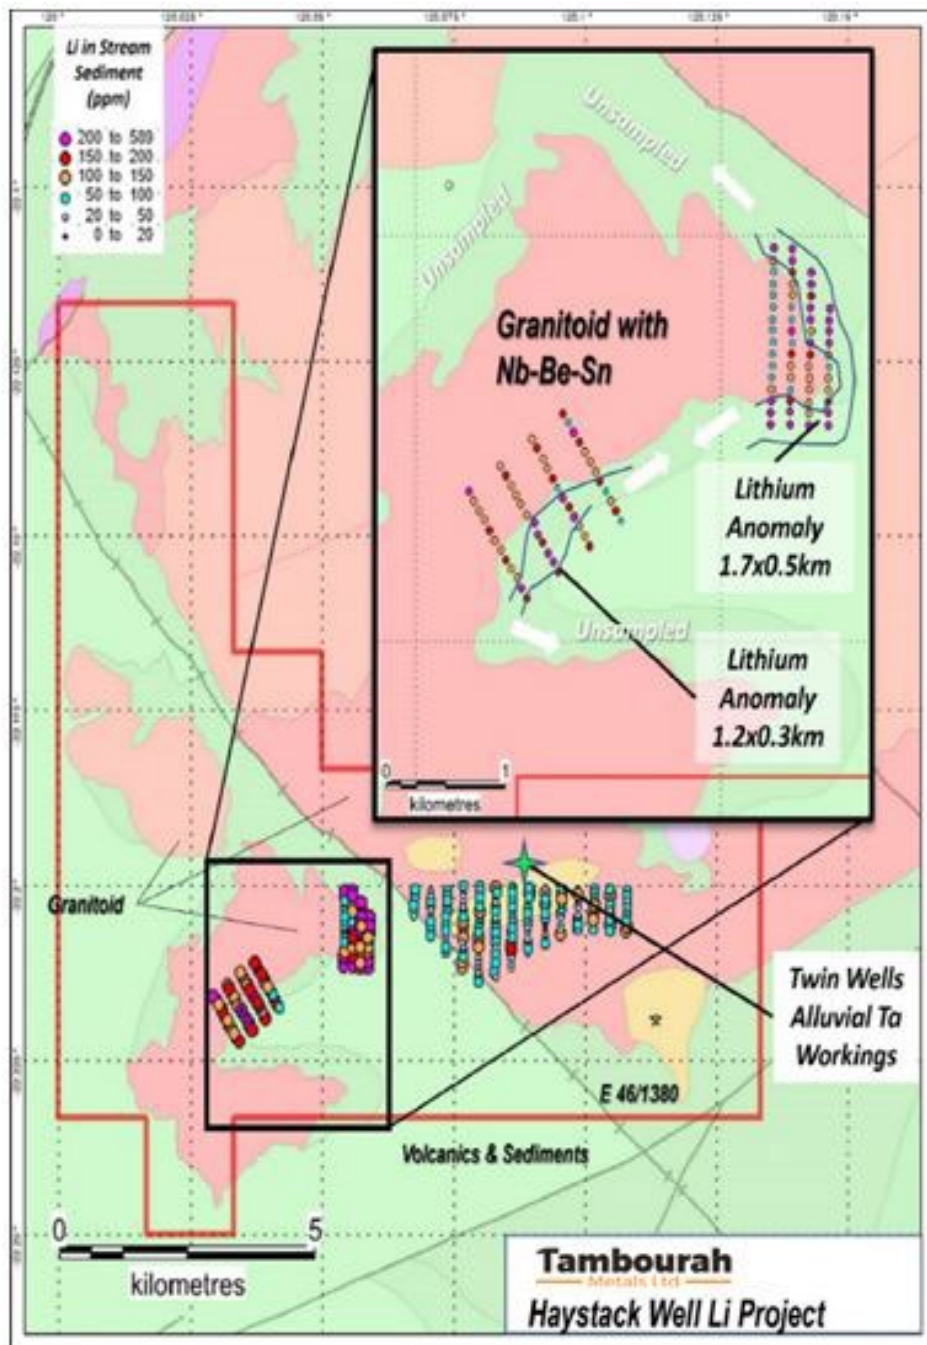 Li in Stream
Sediment
(ppm)
200 to 589
150 to 200
100 to 150
50 to 100
20 to 50
0 to 20
Unsampled
Unsampled
Granitoid with
Nb-Be-Sn
Lithium
Anomaly
1.7x0.5km
Unsampled
Lithium
Anomaly
1.2x0.3km
0 1
kilometres
Granitoid
Twin Wells
Alluvial Ta
Workings
E 46/1380
Volcanics & Sediments
0 5
kilometres
Tambourah
Metals Ltd
Haystack Well Li Project